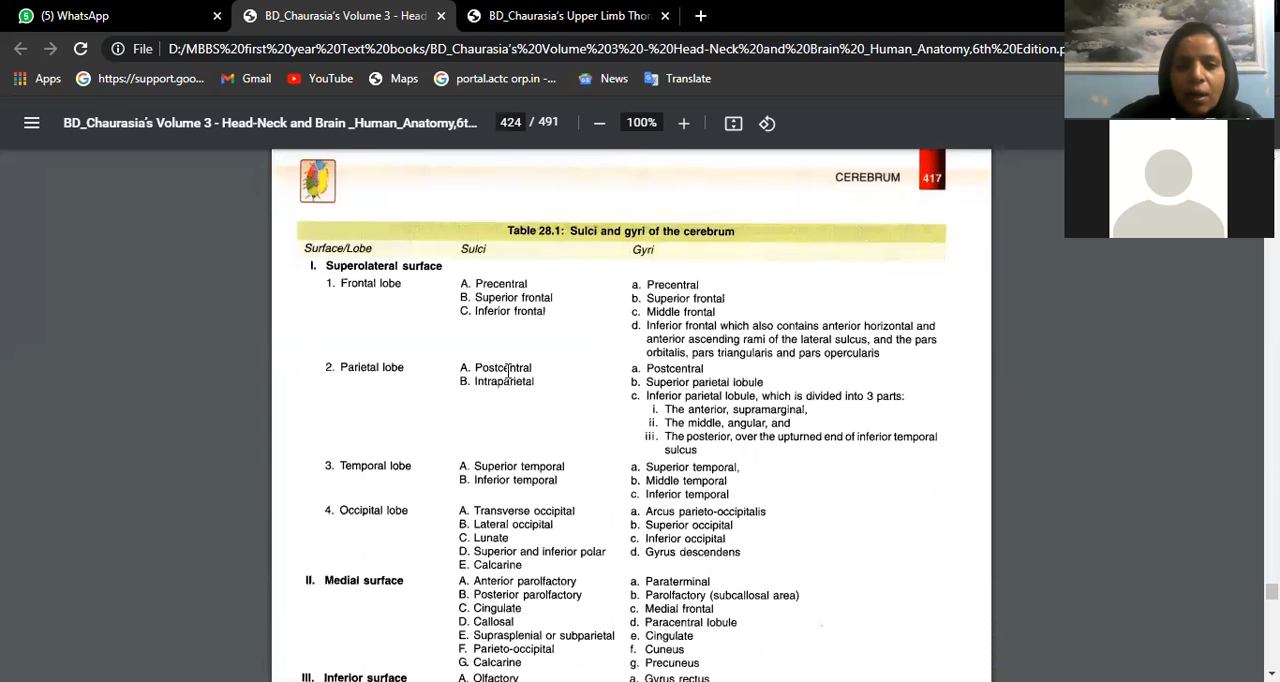 (5) WhatsApp
BD_Chaurasia's Volume 3 - Head
BD_Chaurasia's Upper Limb Thor
File
D:/MBBS%20first%20year%20Text%20books/BD_Chaurasia's%20Volume%203%20-%20Head-Neck%20and%20Brain%20_Human_Anatomy,6th%20Edition.p
Apps
https://support.goo...
Gmail
YouTube
Maps
portal.actc orp.in -...
News
Translate
BD_Chaurasia's Volume 3 - Head-Neck and Brain _Human_Anatomy,6t...
424 / 491
100%
CEREBRUM 417
Table 28.1: Sulci and gyri of the cerebrum
Surface/Lobe Sulci Gyri
I. Superolateral surface
1. Frontal lobe A. Precentral a. Precentral
B. Superior frontal b. Superior frontal
C. Inferior frontal c. Middle frontal
d. Inferior frontal which also contains anterior horizontal and
anterior ascending rami of the lateral sulcus, and the pars
orbitalis, pars triangularis and pars opercularis
2. Parietal lobe A. Postcentral a. Postcentral
B. Intraparietal b. Superior parietal lobule
c. Inferior parietal lobule, which is divided into 3 parts:
i. The anterior, supramarginal,
ii. The middle, angular, and
iii. The posterior, over the upturned end of inferior temporal
sulcus
3. Temporal lobe A. Superior temporal a. Superior temporal,
B. Inferior temporal b. Middle temporal
c. Inferior temporal
4. Occipital lobe A. Transverse occipital a. Arcus parieto-occipitalis
B. Lateral occipital b. Superior occipital
C. Lunate c. Inferior occipital
D. Superior and inferior polar d. Gyrus descendens
E. Calcarine
II. Medial surface A. Anterior parolfactory a. Paraterminal
B. Posterior parolfactory b. Parolfactory (subcallosal area)
C. Cingulate c. Medial frontal
D. Callosal d. Paracentral lobule
E. Suprasplenial or subparietal e. Cingulate
F. Parieto-occipital f. Cuneus
G. Calcarine g. Precuneus
III. Inferior surface A. Olfactory a. Gyrus rectus